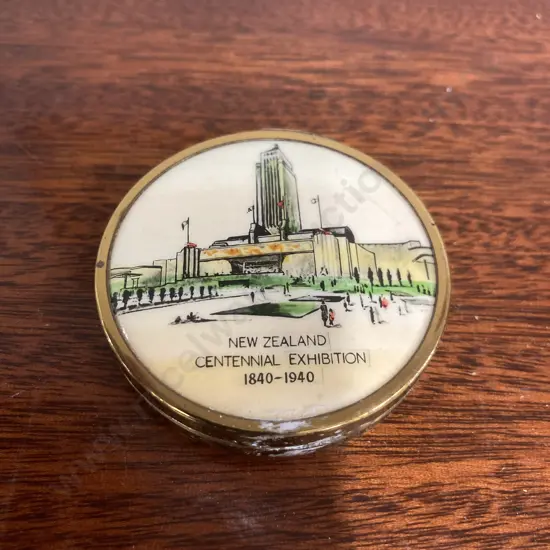 NEW ZEALAND
CENTENNIAL EXHIBITION
1840-1940